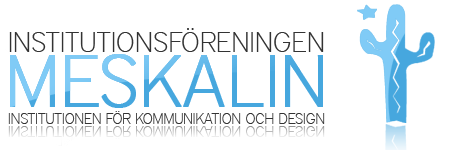 INSTITUTIONSFÖRENINGEN
MESKALIN
INSTITUTIONEN FÖR KOMMUNIKATION OCH DESIGN